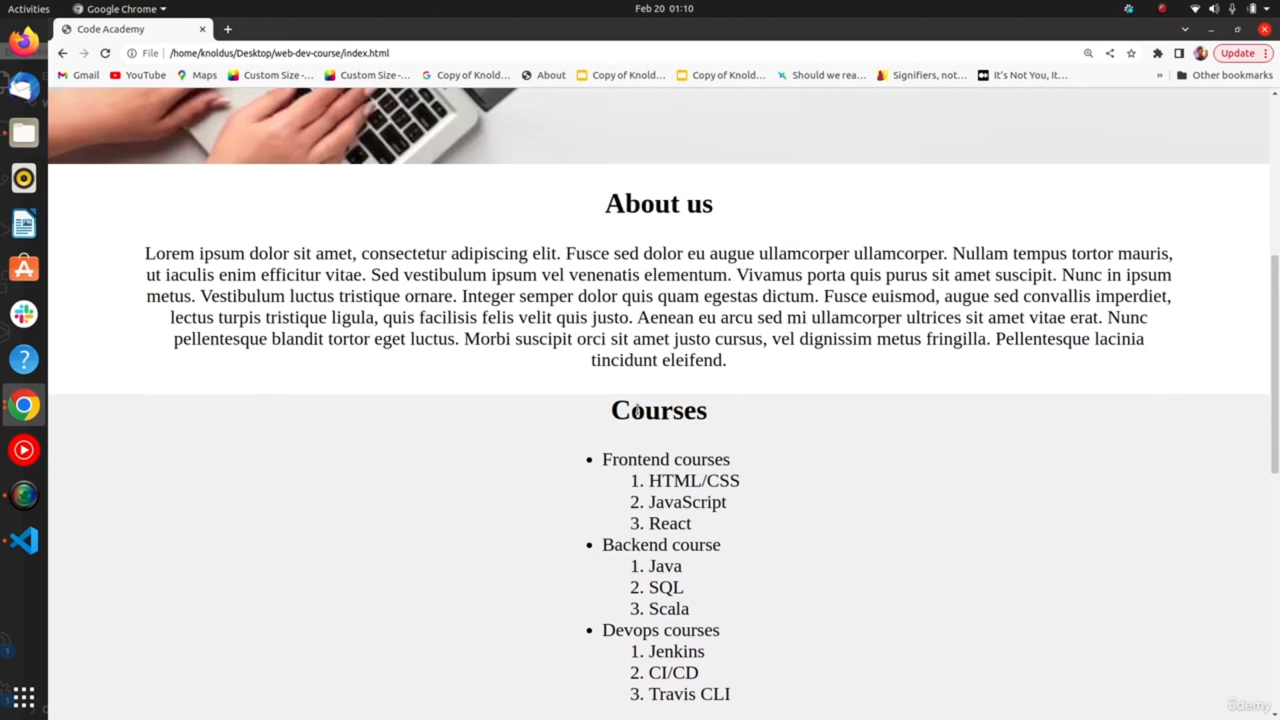 Activities
Google Chrome
Feb 20 01:10
Code Academy
File
/home/knoldus/Desktop/web-dev-course/index.html
Update
Gmail
YouTube
Maps
Custom Size -...
Custom Size -...
Copy of Knold...
About
Copy of Knold...
Copy of Knold...
Should we rea...
Signifiers, not...
It's Not You, It...
»
Other bookmarks
About us
Lorem ipsum dolor sit amet, consectetur adipiscing elit. Fusce sed dolor eu augue ullamcorper ullamcorper. Nullam tempus tortor mauris,
ut iaculis enim efficitur vitae. Sed vestibulum ipsum vel venenatis elementum. Vivamus porta quis purus sit amet suscipit. Nunc in ipsum
metus. Vestibulum luctus tristique ornare. Integer semper dolor quis quam egestas dictum. Fusce euismod, augue sed convallis imperdiet,
lectus turpis tristique ligula, quis facilisis felis velit quis justo. Aenean eu arcu sed mi ullamcorper ultrices sit amet vitae erat. Nunc
pellentesque blandit tortor eget luctus. Morbi suscipit orci sit amet justo cursus, vel dignissim metus fringilla. Pellentesque lacinia
tincidunt eleifend.
Courses
• Frontend courses
1. HTML/CSS
2. JavaScript
3. React
• Backend course
1. Java
2. SQL
3. Scala
• Devops courses
1. Jenkins
2. CI/CD
3. Travis CLI
ûdemy